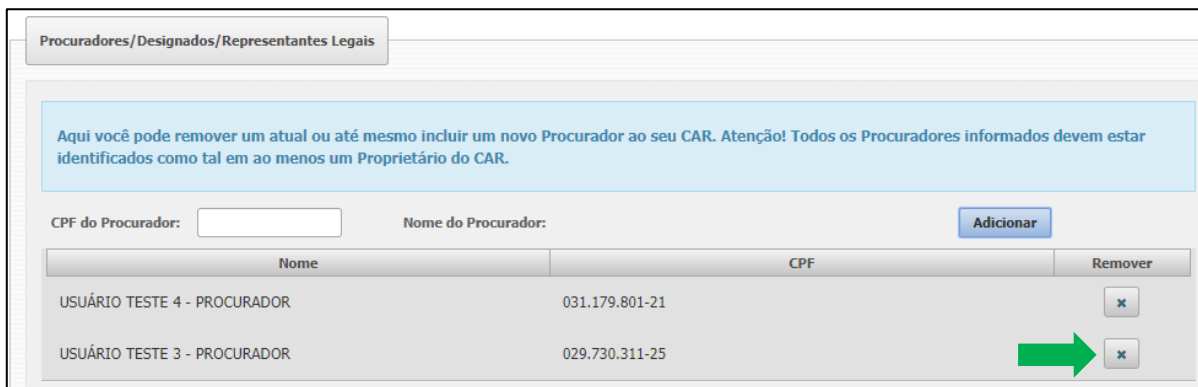 Procuradores/Designados/Representantes Legais
Aqui você pode remover um atual ou até mesmo incluir um novo Procurador ao seu CAR. Atenção! Todos os Procuradores informados devem estar
identificados como tal em ao menos um Proprietário do CAR.
CPF do Procurador: Nome do Procurador: Adicionar
Nome CPF Remover
USUÁRIO TESTE 4 - PROCURADOR 031.179.801-21
USUÁRIO TESTE 3 - PROCURADOR 029.730.311-25